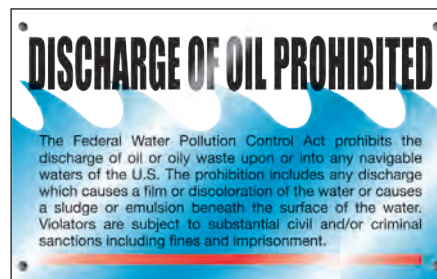 DISCHARGE OF OIL PROHIBITED
The Federal Water Pollution Control Act prohibits the
discharge of oil or oily waste upon or into any navigable
waters of the U.S. The prohibition includes any discharge
which causes a film or discoloration of the water or causes
a sludge or emulsion beneath the surface of the water.
Violators are subject to substantial civil and/or criminal
sanctions including fines and imprisonment.